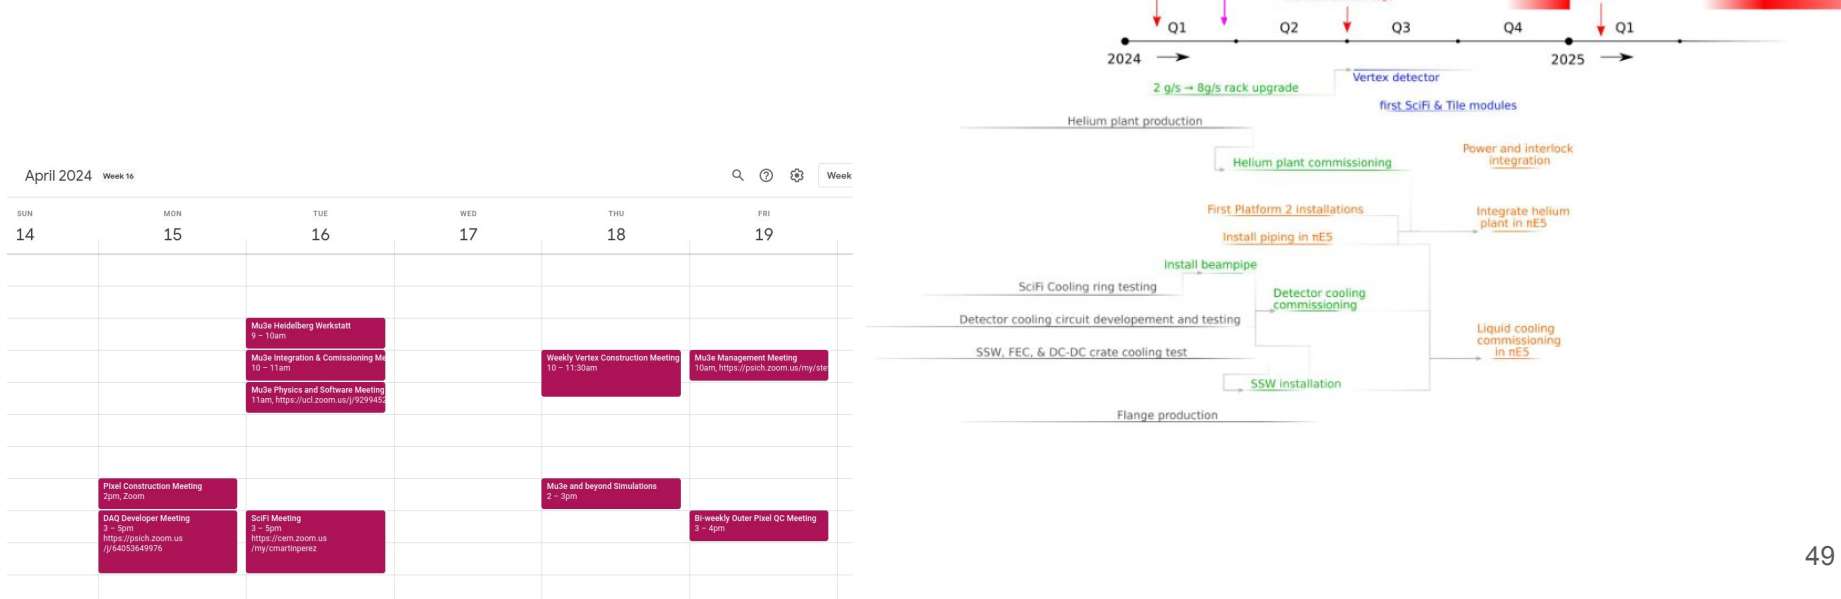 April 2024 Week 16
Week
SUN MON TUE WED THU FRI
14 15 16 17 18 19
Mu3e Heidelberg Werkstatt
9 – 10am
Mu3e Integration & Comissioning Me
10 – 11am
Mu3e Physics and Software Meeting
11am, https://ucl.zoom.us/j/9299452
Weekly Vertex Construction Meeting
10 – 11:30am
Mu3e Management Meeting
10am, https://psich.zoom.us/my/ste
Pixel Construction Meeting
2pm, Zoom
DAQ Developer Meeting
3 – 5pm
https://psich.zoom.us
/j/64053649976
SciFi Meeting
3 – 5pm
https://cern.zoom.us
/my/cmartinperez
Mu3e and beyond Simulations
2 – 3pm
Bi-weekly Outer Pixel QC Meeting
3 – 4pm
Q1 Q2 Q3 Q4 Q1
2024 2025
Vertex detector
2 g/s → 8g/s rack upgrade
first SciFi & Tile modules
Helium plant production
Power and interlock
integration
Helium plant commissioning
First Platform 2 installations
Integrate helium
plant in πE5
Install piping in πE5
Install beampipe
SciFi Cooling ring testing
Detector cooling
commissioning
Detector cooling circuit developement and testing
Liquid cooling
commissioning
in πE5
SSW, FEC, & DC-DC crate cooling test
SSW installation
Flange production
49